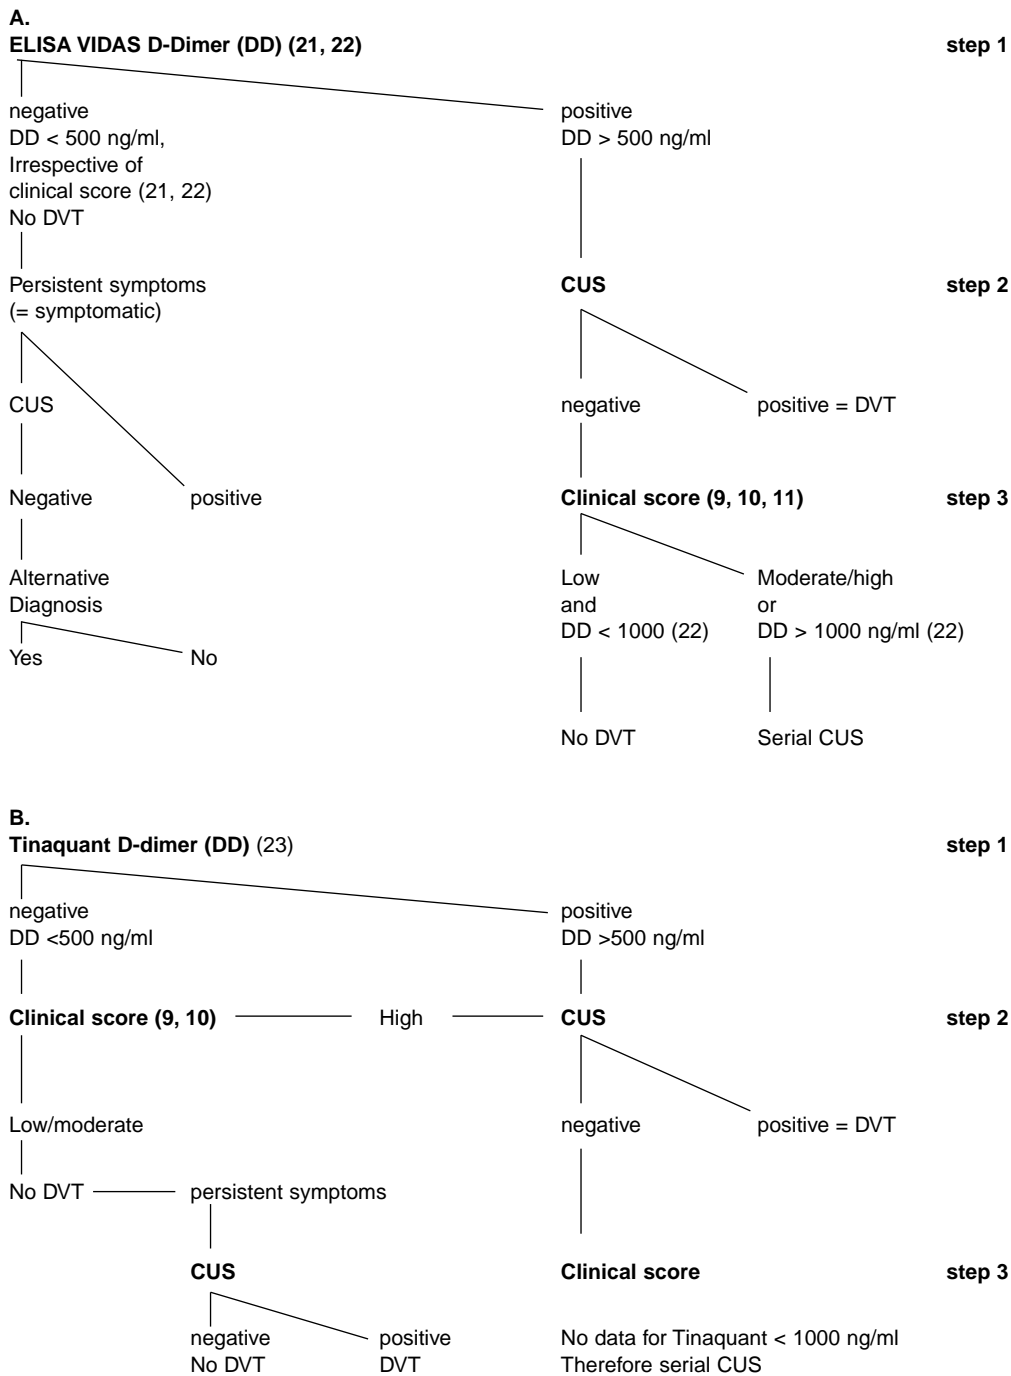 A.
ELISA VIDAS D-Dimer (DD) (21, 22) step 1
negative
DD < 500 ng/ml,
Irrespective of
clinical score (21, 22)
No DVT
positive
DD > 500 ng/ml
Persistent symptoms
(= symptomatic)
CUS step 2
CUS
negative positive = DVT
Negative positive
Clinical score (9, 10, 11) step 3
Alternative
Diagnosis
Yes No
Low
and
DD < 1000 (22)
Moderate/high
or
DD > 1000 ng/ml (22)
No DVT Serial CUS
B.
Tinaquant D-dimer (DD) (23) step 1
negative
DD <500 ng/ml
positive
DD >500 ng/ml
Clinical score (9, 10) High CUS step 2
Low/moderate
negative positive = DVT
No DVT persistent symptoms
CUS
Clinical score step 3
negative
No DVT
positive
DVT
No data for Tinaquant < 1000 ng/ml
Therefore serial CUS